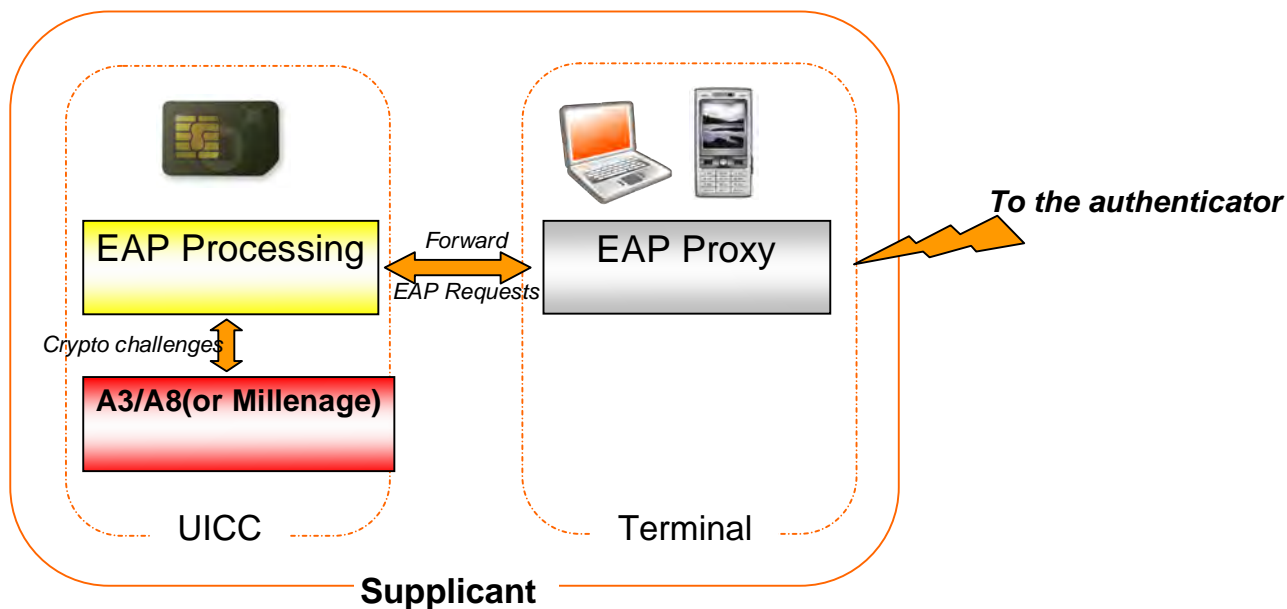 To the authenticator
EAP Processing
Forward
EAP Requests
EAP Proxy
Crypto challenges
A3/A8(or Millenage)
UICC
Terminal
Supplicant